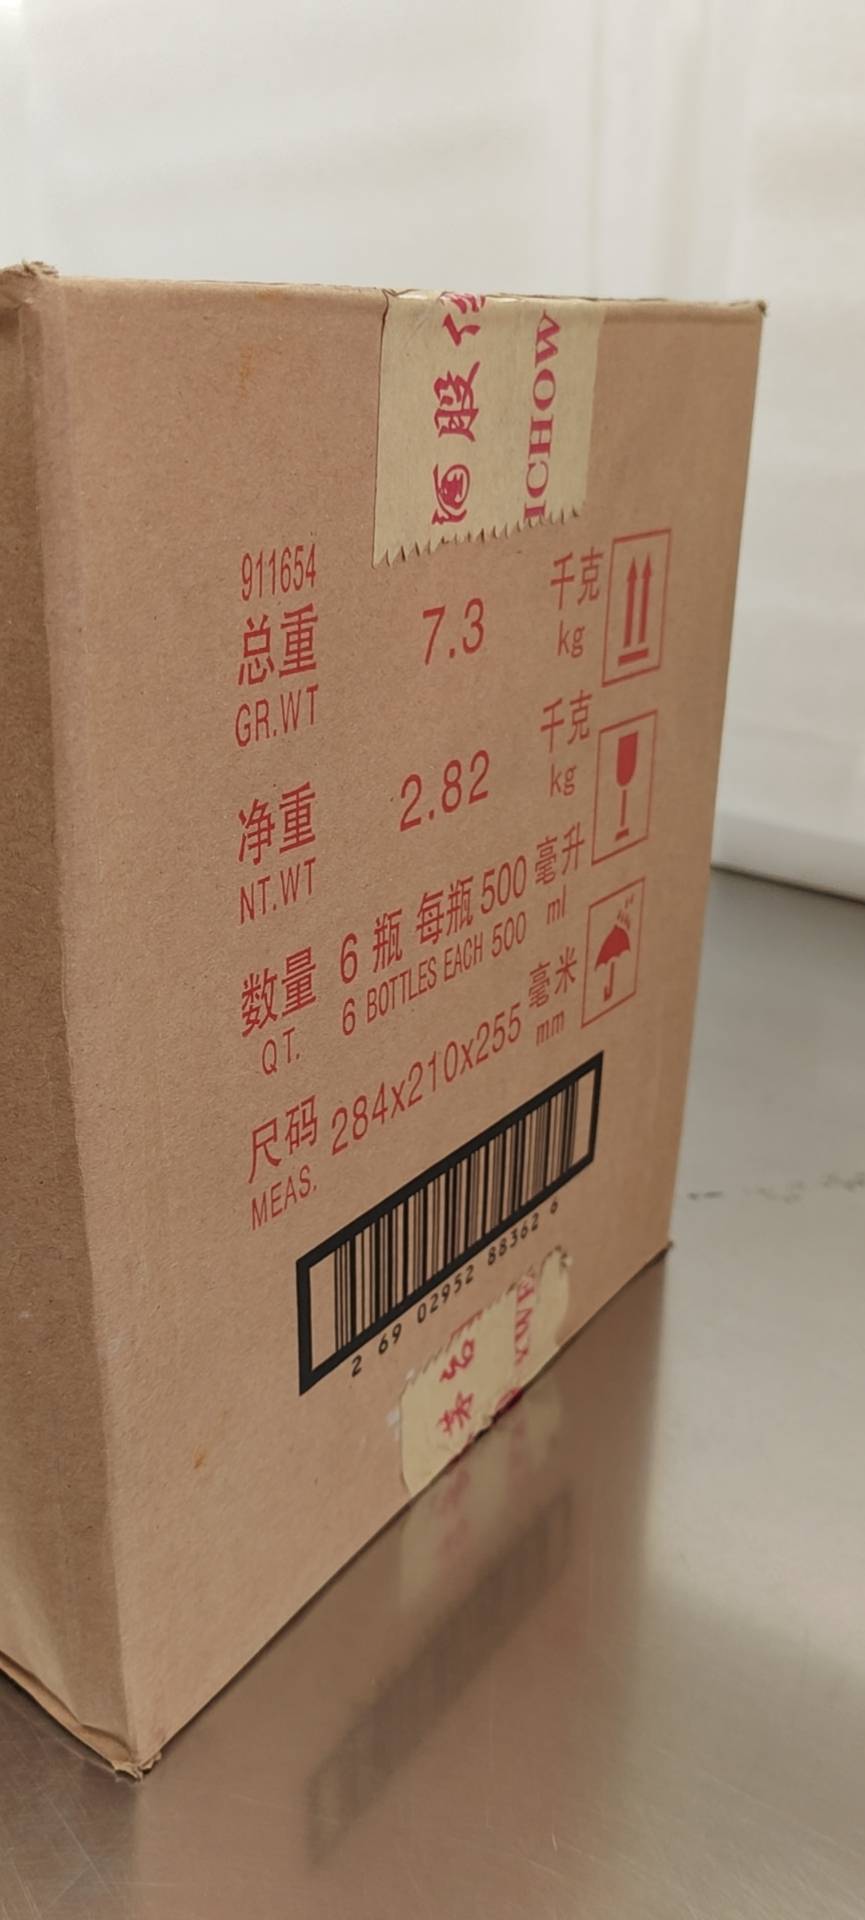 酒股份
ICHOW
911654
总重 7.3 千克
GR.WT kg
净重 2.82 千克
NT.WT kg
数量 6 瓶 每瓶 500 毫升
QT. 6 BOTTLES EACH 500 ml
尺码 284x210x255 毫米
MEAS. mm
2 69 02952 88362 6